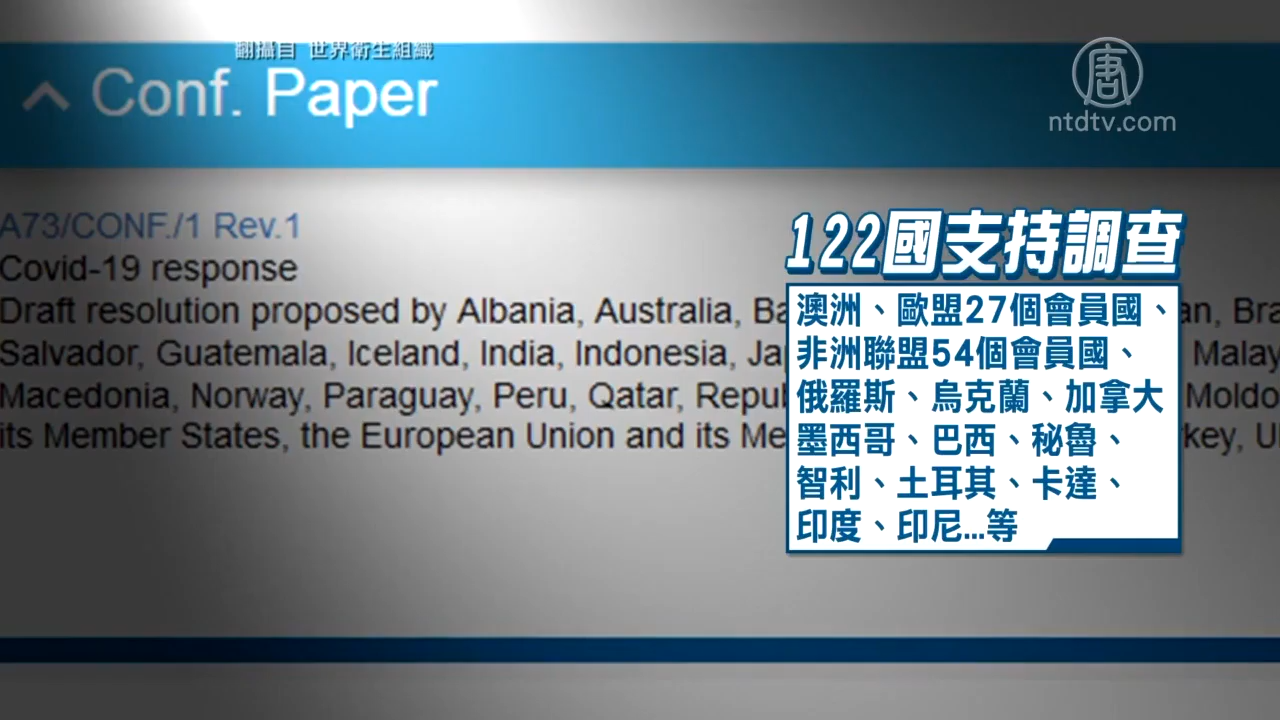 翻攝自 世界衛生組織
Conf. Paper
唐
ntdtv.com
A73/CONF./1 Rev.1
Covid-19 response
Draft resolution proposed by Albania, Australia,
Salvador, Guatemala, Iceland, India, Indonesia,
Macedonia, Norway, Paraguay, Peru, Qatar,
its Member States, the European Union and its
122國支持調查
澳洲、歐盟27個會員國、
非洲聯盟54個會員國、
俄羅斯、烏克蘭、加拿大
墨西哥、巴西、秘魯、
智利、土耳其、卡達、
印度、印尼...等